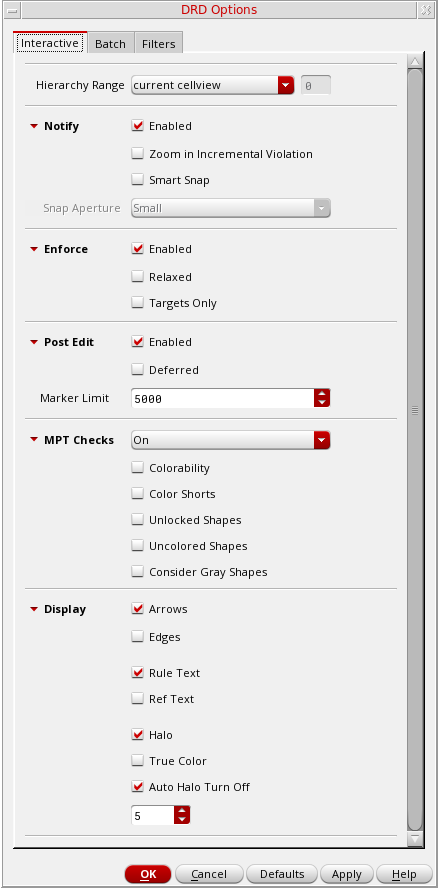 DRD Options
Interactive Batch Filters
Hierarchy Range current cellview 0
Notify Enabled
Zoom in Incremental Violation
Smart Snap
Snap Aperture Small
Enforce Enabled
Relaxed
Targets Only
Post Edit Enabled
Deferred
Marker Limit 5000
MPT Checks On
Colorability
Color Shorts
Unlocked Shapes
Uncolored Shapes
Consider Gray Shapes
Display Arrows
Edges
Rule Text
Ref Text
Halo
True Color
Auto Halo Turn Off
5
OK Cancel Defaults Apply Help